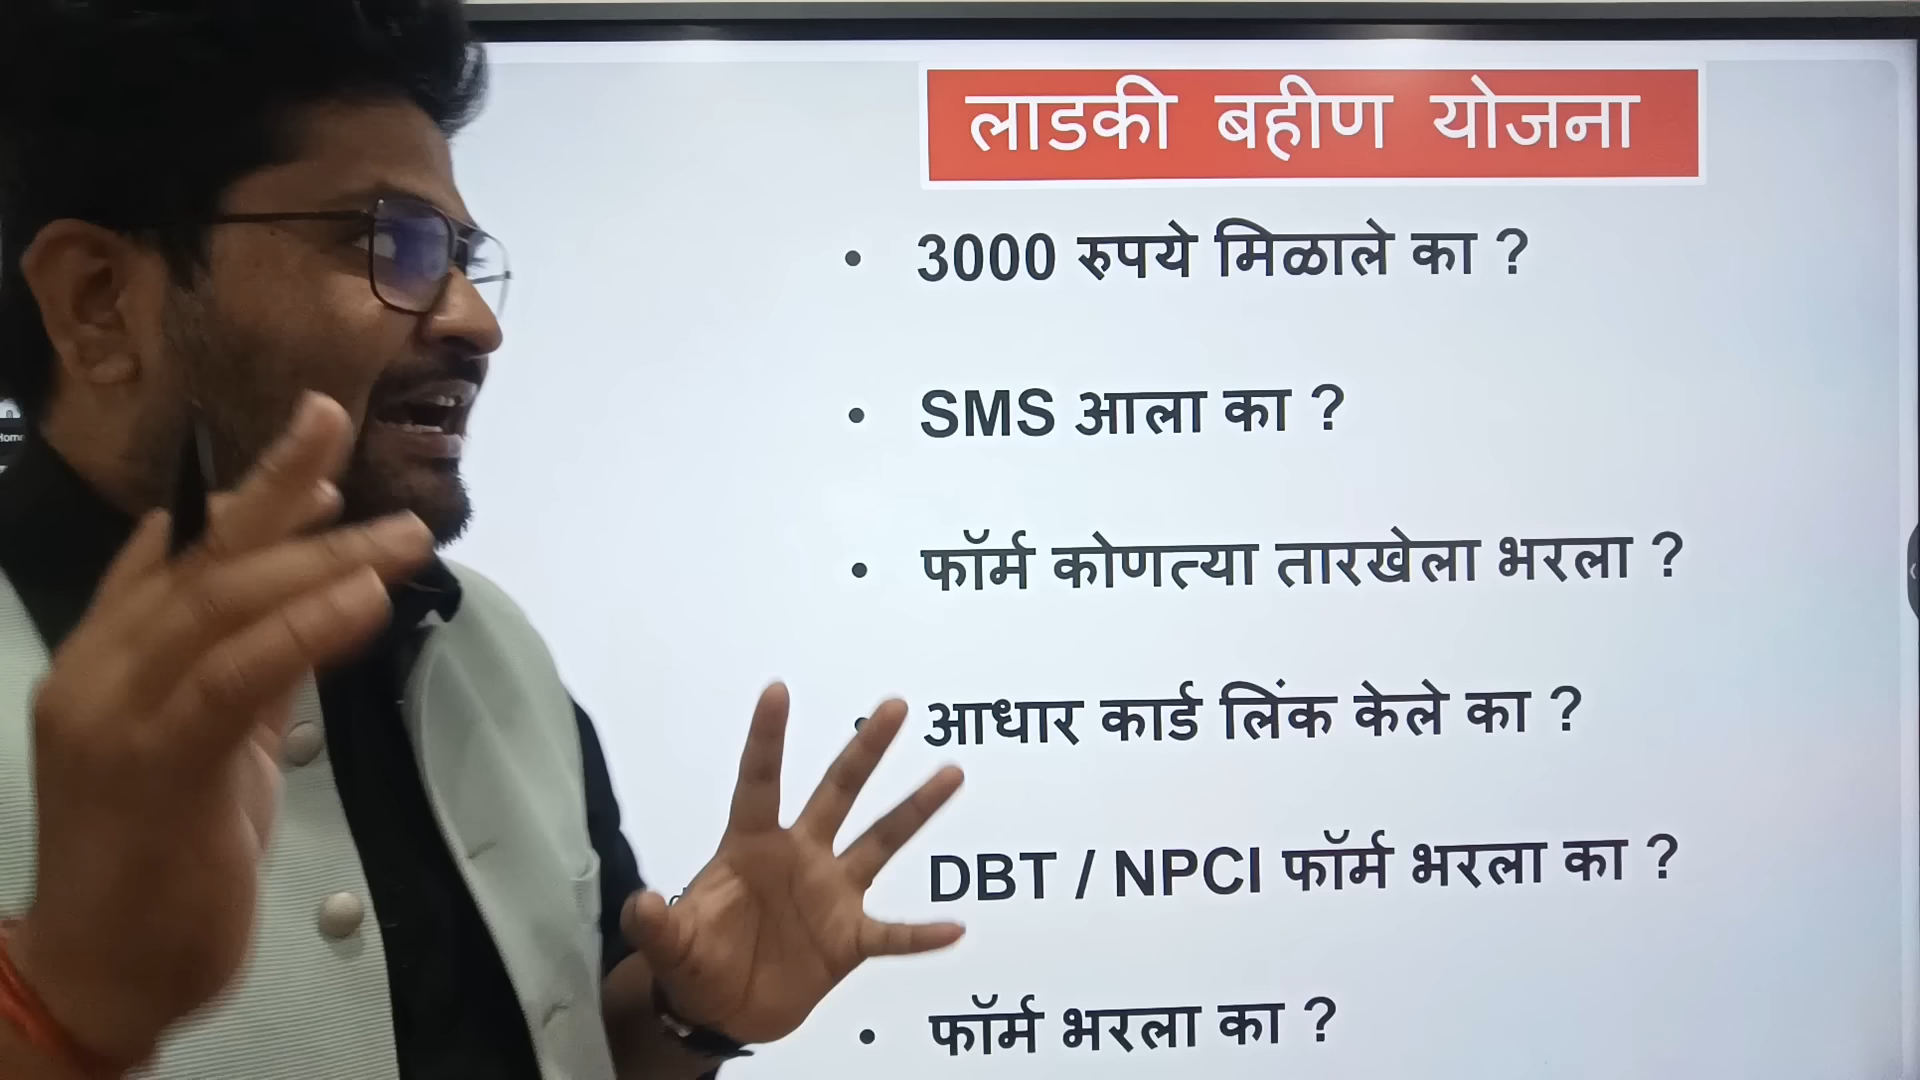 लाडकी बहीण योजना
• 3000 रुपये मिळाले का ?
• SMS आला का ?
• फॉर्म कोणत्या तारखेला भरला ?
• आधार कार्ड लिंक केले का ?
DBT / NPCI फॉर्म भरला का ?
• फॉर्म भरला का ?